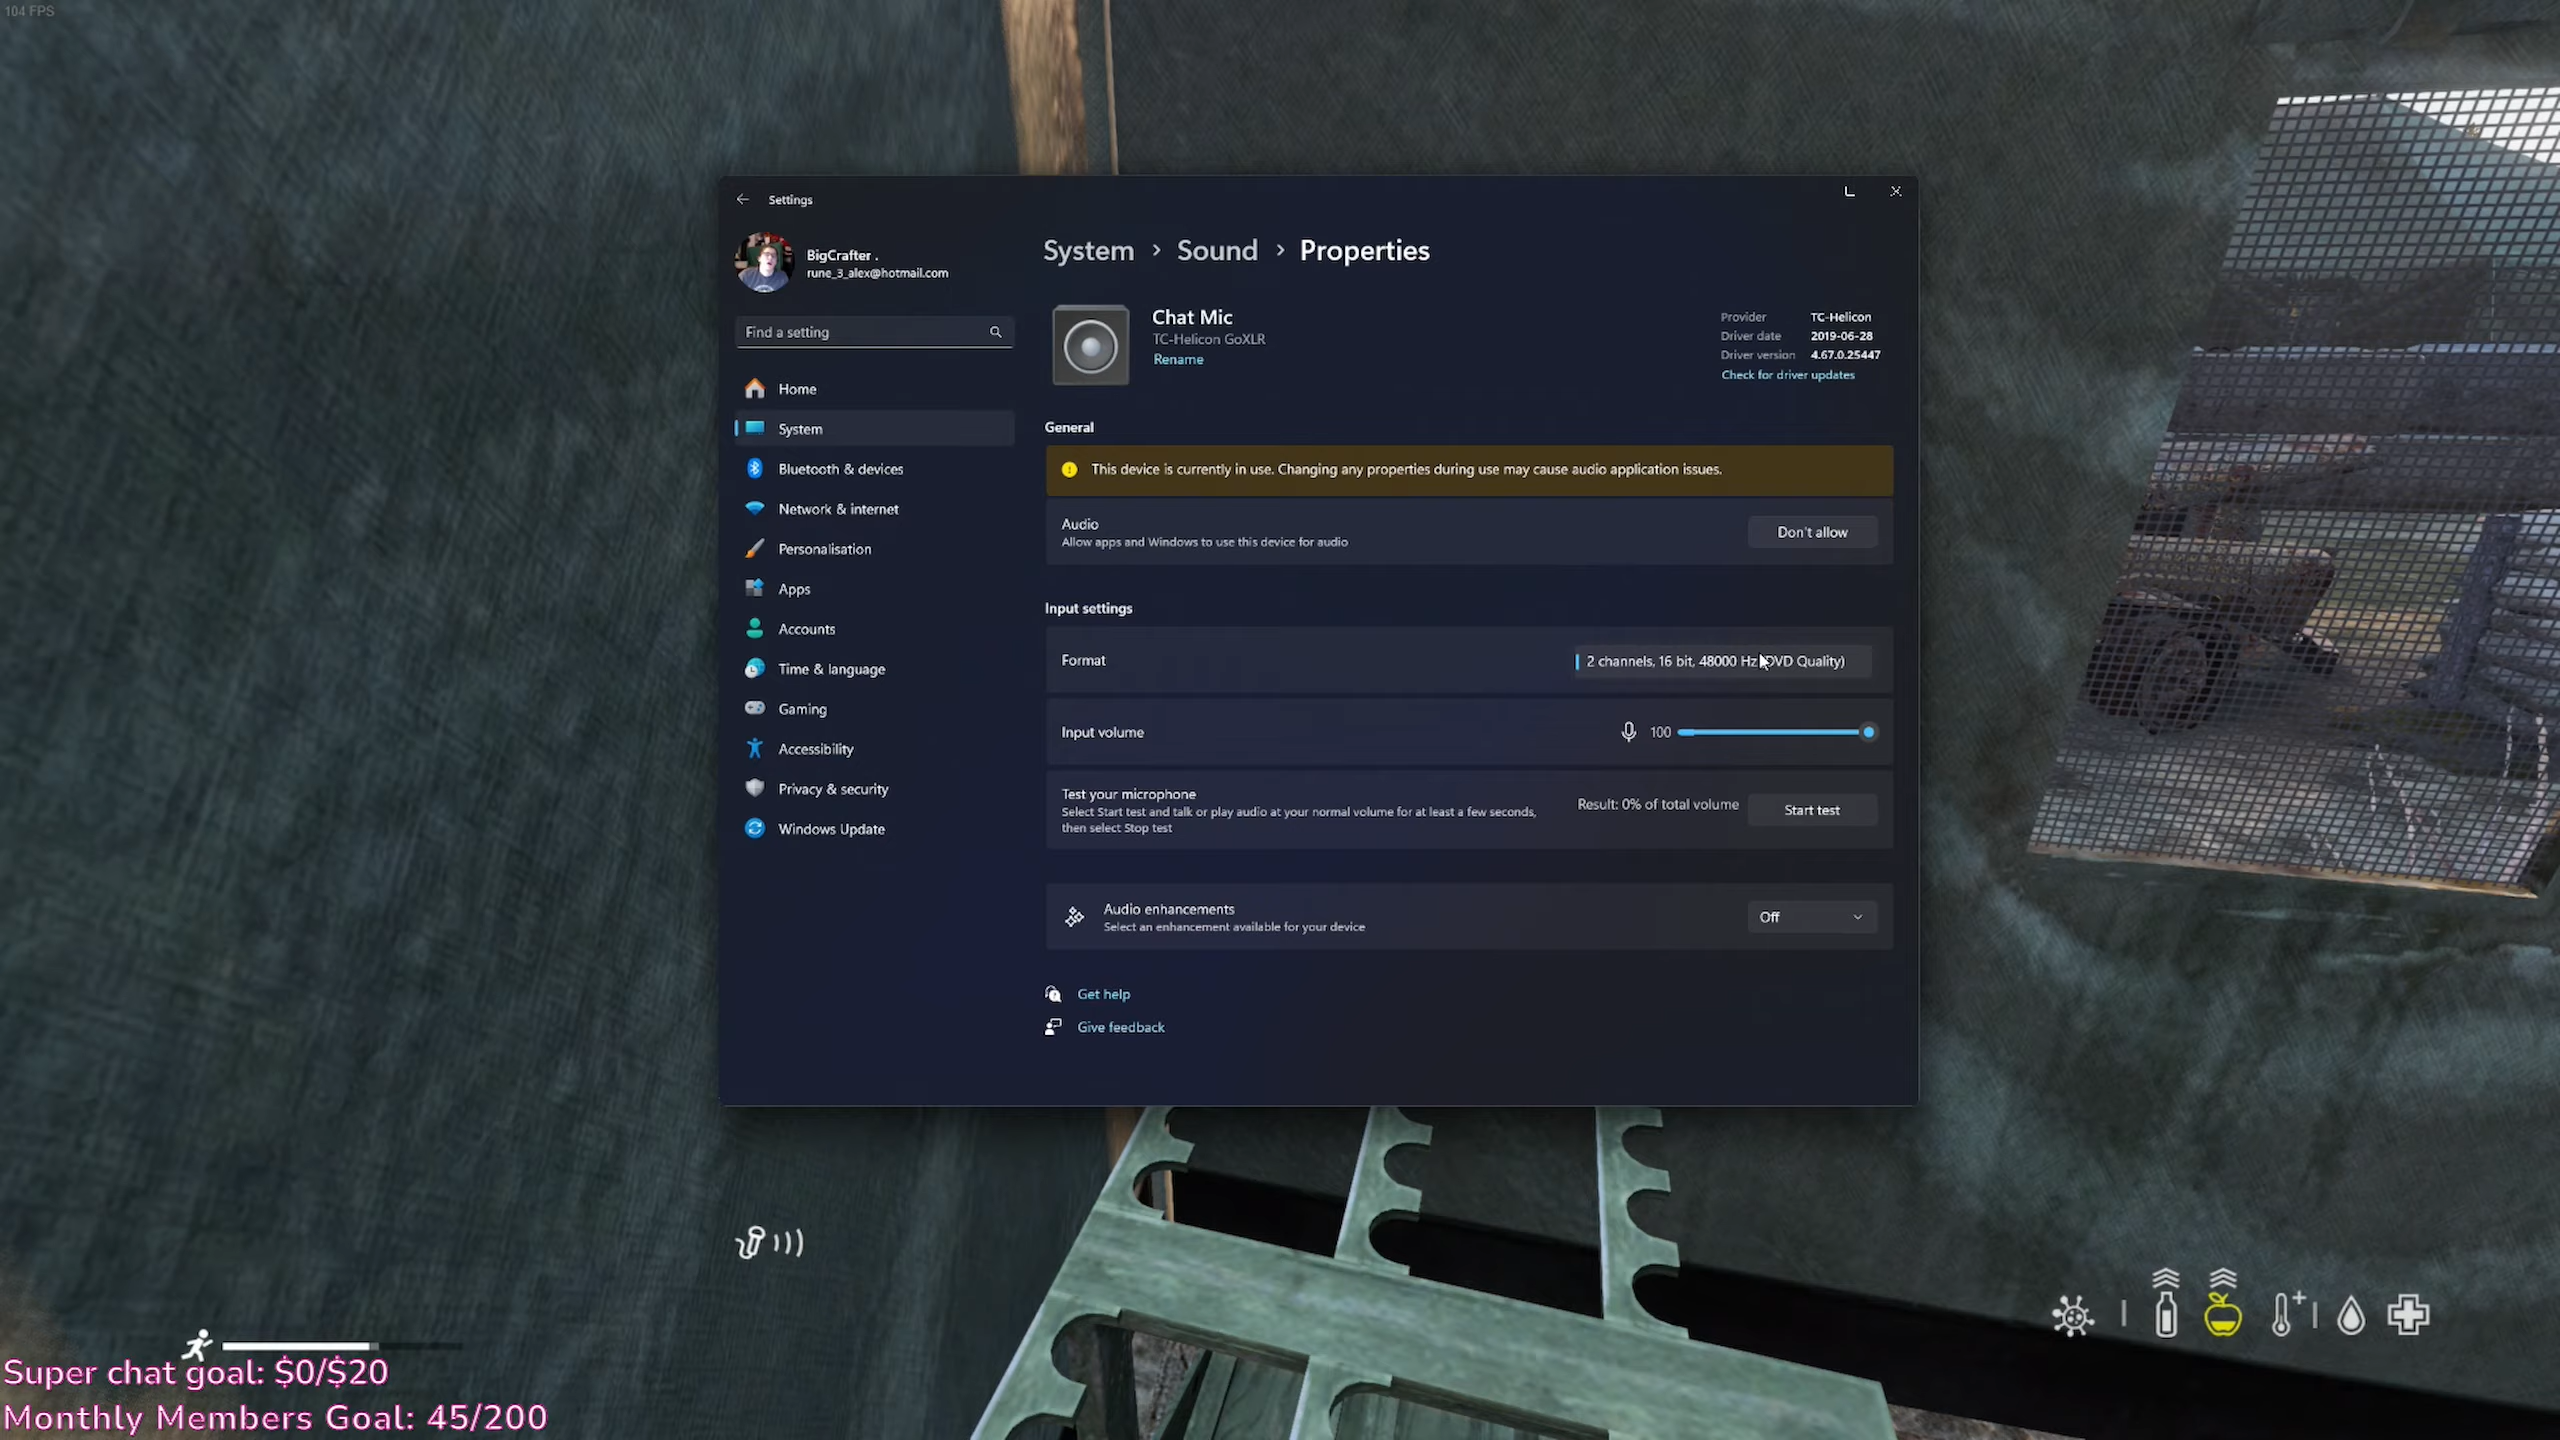 104 FPS
Settings
BigCrafter .
rune_3_alex@hotmail.com
Find a setting
Home
System
Bluetooth & devices
Network & internet
Personalisation
Apps
Accounts
Time & language
Gaming
Accessibility
Privacy & security
Windows Update
System > Sound > Properties
Chat Mic
TC-Helicon GoXLR
Rename
Provider TC-Helicon
Driver date 2019-06-28
Driver version 4.67.0.25447
Check for driver updates
General
This device is currently in use. Changing any properties during use may cause audio application issues.
Audio
Allow apps and Windows to use this device for audio
Don't allow
Input settings
Format
2 channels, 16 bit, 48000 Hz (DVD Quality)
Input volume
100
Test your microphone
Select Start test and talk or play audio at your normal volume for at least a few seconds,
then select Stop test
Result: 0% of total volume
Start test
Audio enhancements
Select an enhancement available for your device
Off
Get help
Give feedback
Super chat goal: $0/$20
Monthly Members Goal: 45/200